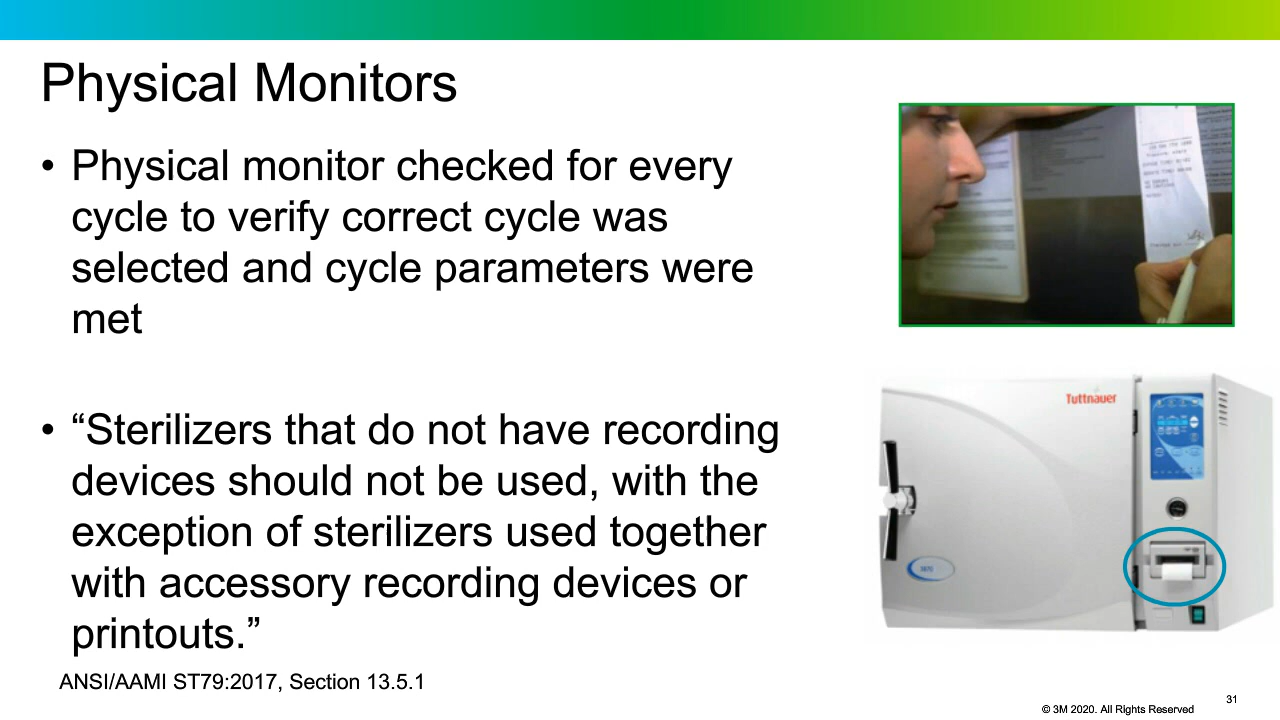 Physical Monitors
• Physical monitor checked for every
cycle to verify correct cycle was
selected and cycle parameters were
met
• “Sterilizers that do not have recording
devices should not be used, with the
exception of sterilizers used together
with accessory recording devices or
printouts.”
ANSI/AAMI ST79:2017, Section 13.5.1
Tuttnauer
31
© 3M 2020. All Rights Reserved